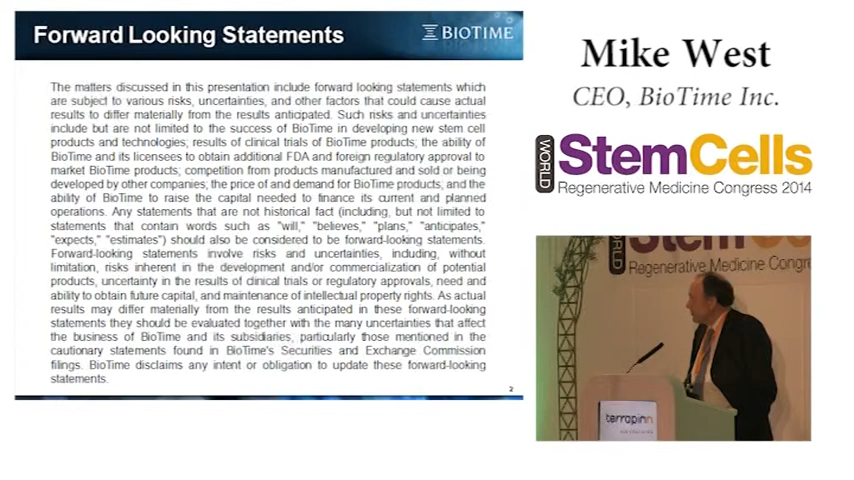 Forward Looking Statements
BIOTIME
The matters discussed in this presentation include forward looking statements which
are subject to various risks, uncertainties, and other factors that could cause actual
results to differ materially from the results anticipated. Such risks and uncertainties
include but are not limited to the success of BioTime in developing new stem cell
products and technologies; results of clinical trials of BioTime products; the ability of
BioTime and its licensees to obtain additional FDA and foreign regulatory approval to
market BioTime products; competition from products manufactured and sold or being
developed by other companies; the price of and demand for BioTime products; and the
ability of BioTime to raise the capital needed to finance its current and planned
operations. Any statements that are not historical fact (including, but not limited to
statements that contain words such as "will," "believes," "plans," "anticipates,"
"expects," "estimates") should also be considered to be forward-looking statements.
Forward-looking statements involve risks and uncertainties, including, without
limitation, risks inherent in the development and/or commercialization of potential
products, uncertainty in the results of clinical trials or regulatory approvals, need and
ability to obtain future capital, and maintenance of intellectual property rights. As actual
results may differ materially from the results anticipated in these forward-looking
statements they should be evaluated together with the many uncertainties that affect
the business of BioTime and its subsidiaries, particularly those mentioned in the
cautionary statements found in BioTime's Securities and Exchange Commission
filings. BioTime disclaims any intent or obligation to update these forward-looking
statements.
2
Mike West
CEO, BioTime Inc.
WORLD
StemCells
Regenerative Medicine Congress 2014
WORLD
StemCells
Regenerative Medicine Congre
terrapinn